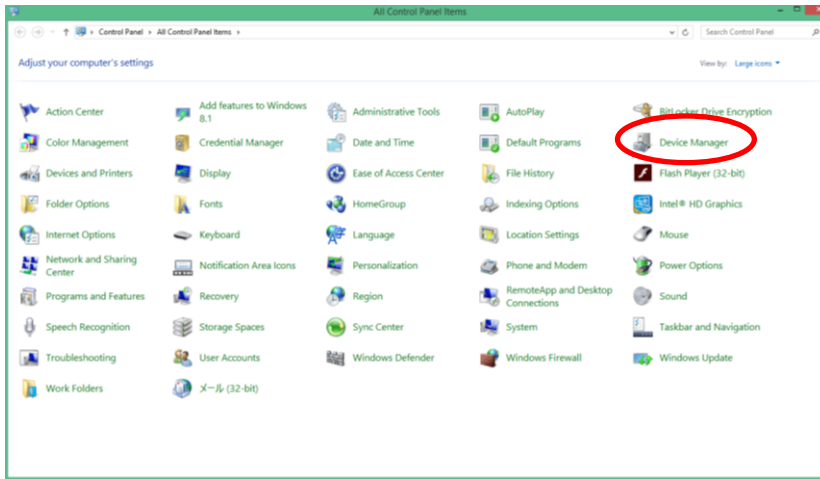 All Control Panel Items
Control Panel All Control Panel Items
Search Control Panel
Adjust your computer's settings
View by: Large icons
Action Center
Add features to Windows
8.1
Administrative Tools
AutoPlay
BitLocker Drive Encryption
Color Management
Credential Manager
Date and Time
Default Programs
Device Manager
Devices and Printers
Display
Ease of Access Center
File History
Flash Player (32-bit)
Folder Options
Fonts
HomeGroup
Indexing Options
Intel® HD Graphics
Internet Options
Keyboard
Language
Location Settings
Mouse
Network and Sharing
Center
Notification Area Icons
Personalization
Phone and Modem
Power Options
Programs and Features
Recovery
Region
RemoteApp and Desktop
Connections
Sound
Speech Recognition
Storage Spaces
Sync Center
System
Taskbar and Navigation
Troubleshooting
User Accounts
Windows Defender
Windows Firewall
Windows Update
Work Folders
メール (32-bit)